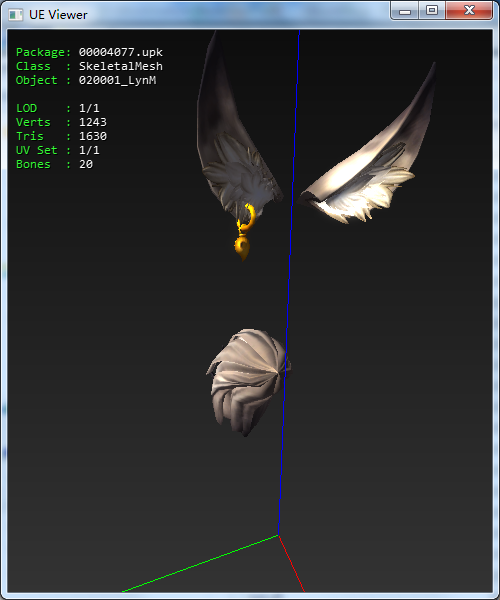 UE Viewer
Package: 00004077.upk
Class  : SkeletalMesh
Object : 020001_LynM
LOD    : 1/1
Verts  : 1243
Tris   : 1630
UV Set : 1/1
Bones  : 20